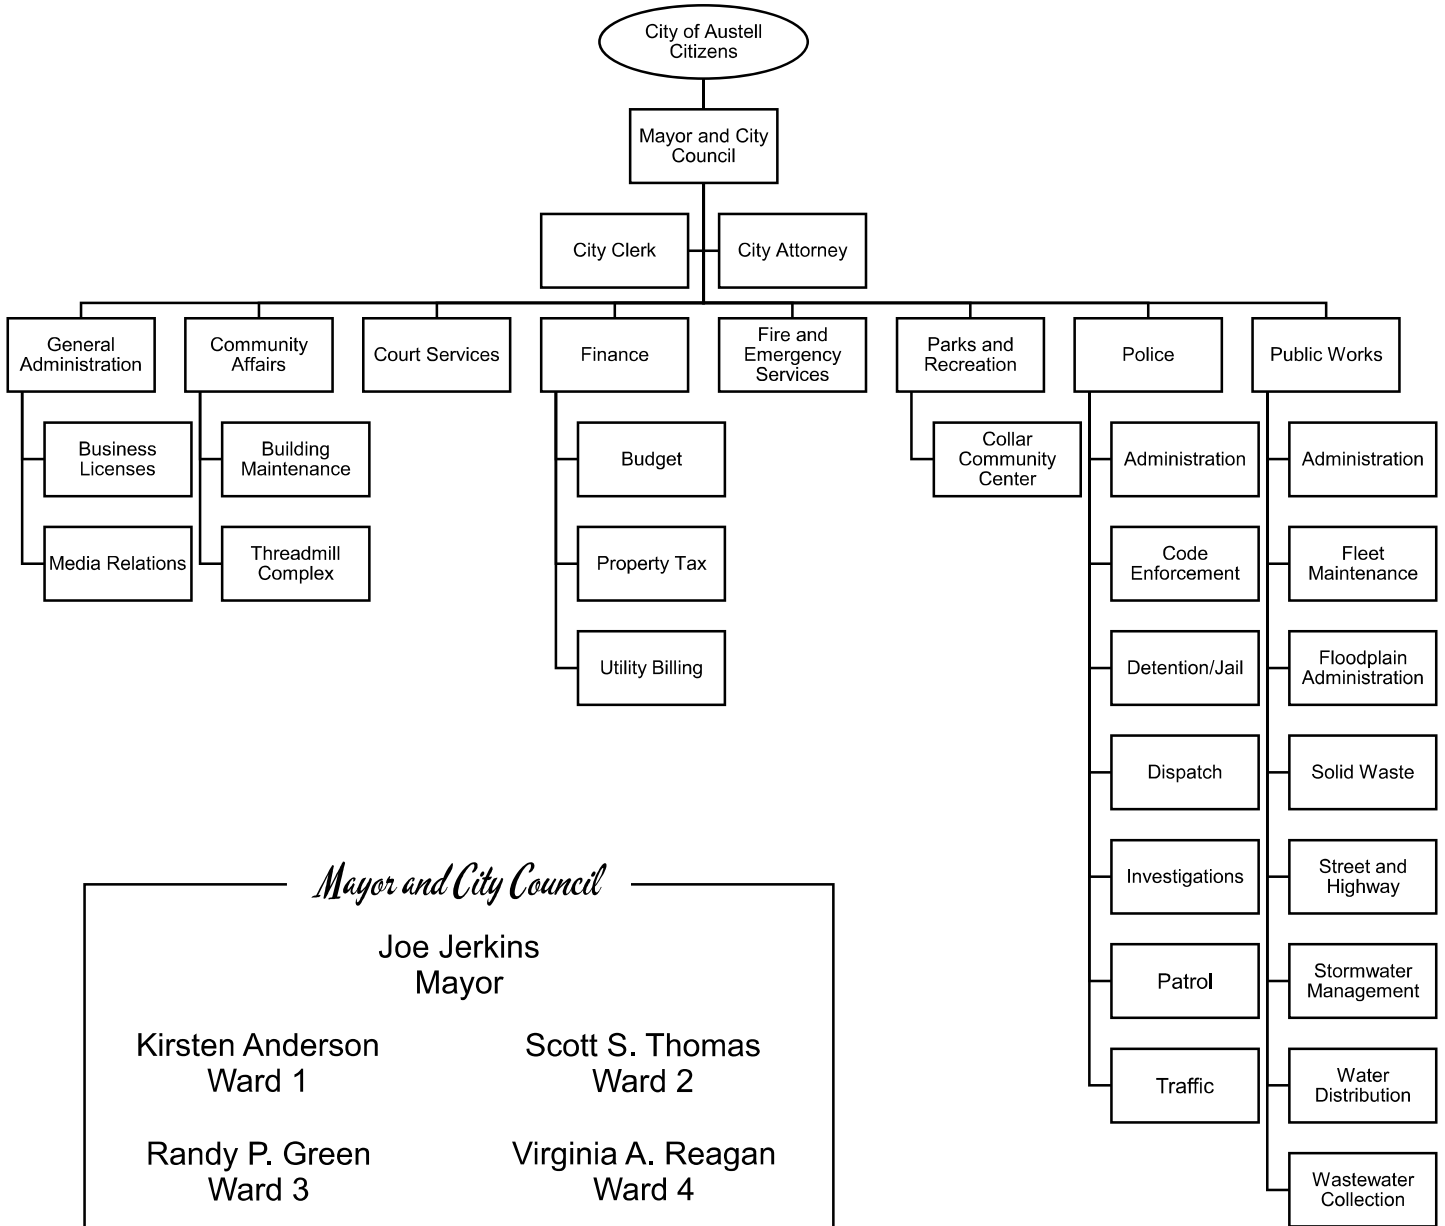 City of Austell
Citizens
Mayor and City
Council
City Clerk
City Attorney
General
Administration
Community
Affairs
Court Services
Finance
Fire and
Emergency
Services
Parks and
Recreation
Police
Public Works
Business
Licenses
Media Relations
Building
Maintenance
Threadmill
Complex
Budget
Property Tax
Utility Billing
Collar
Community
Center
Administration
Code
Enforcement
Detention/Jail
Dispatch
Investigations
Patrol
Traffic
Administration
Fleet
Maintenance
Floodplain
Administration
Solid Waste
Street and
Highway
Stormwater
Management
Water
Distribution
Wastewater
Collection
Mayor and City Council
Joe Jerkins
Mayor
Kirsten Anderson
Ward 1
Scott S. Thomas
Ward 2
Randy P. Green
Ward 3
Virginia A. Reagan
Ward 4